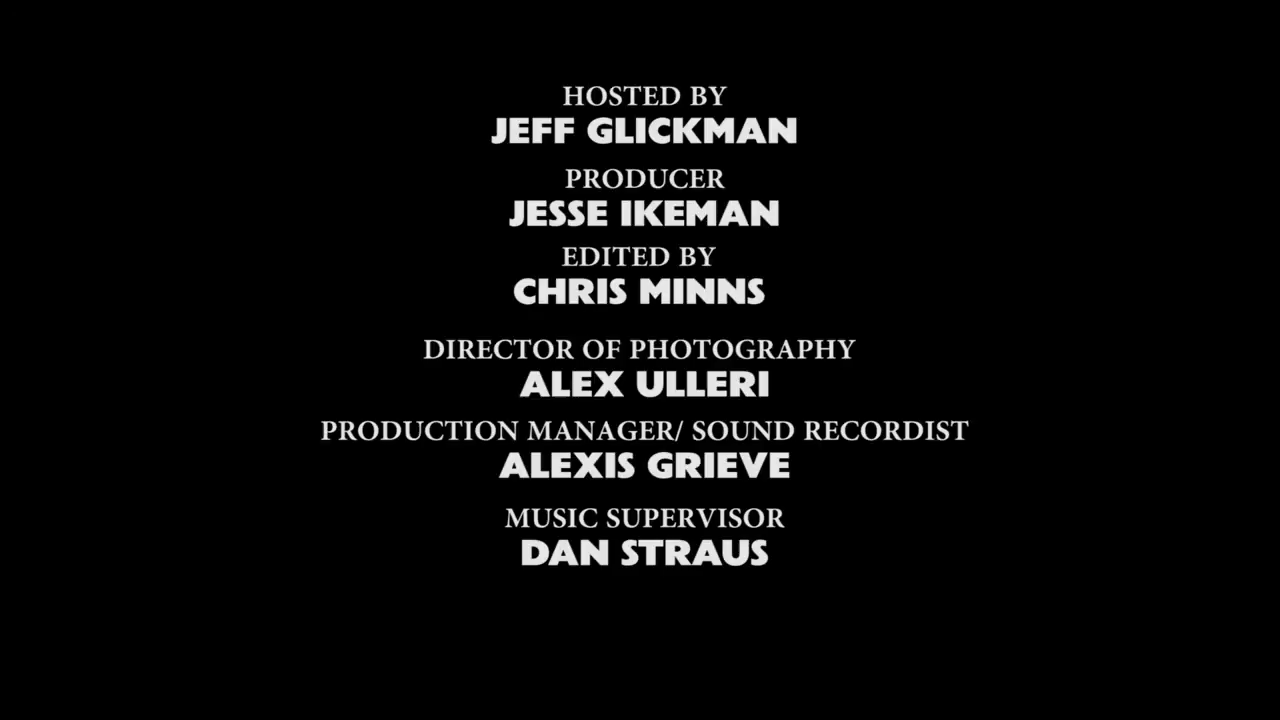 HOSTED BY
JEFF GLICKMAN
PRODUCER
JESSE IKEMAN
EDITED BY
CHRIS MINNS
DIRECTOR OF PHOTOGRAPHY
ALEX ULLERI
PRODUCTION MANAGER/ SOUND RECORDIST
ALEXIS GRIEVE
MUSIC SUPERVISOR
DAN STRAUS